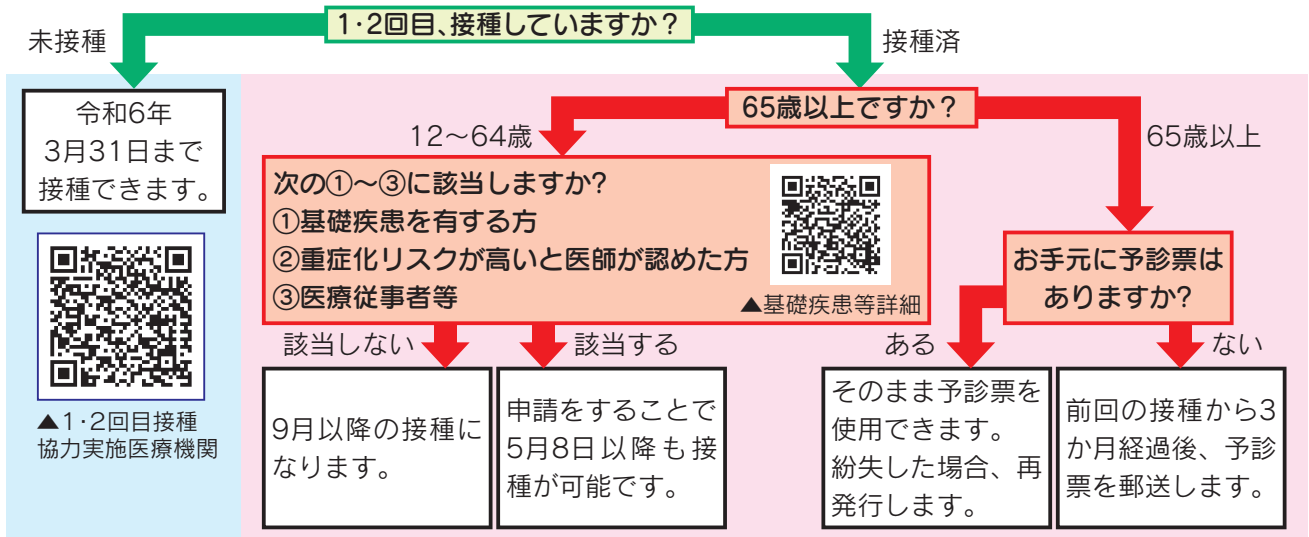 1・2回目、接種していますか？
未接種
接種済
令和6年
3月31日まで
接種できます。
▲1・2回目接種
協力実施医療機関
65歳以上ですか？
12～64歳
65歳以上
次の①～③に該当しますか?
①基礎疾患を有する方
②重症化リスクが高いと医師が認めた方
③医療従事者等
▲基礎疾患等詳細
お手元に予診票は
ありますか?
該当しない
該当する
ある
ない
9月以降の接種に
なります。
申請をすることで
5月8日以降も接
種が可能です。
そのまま予診票を
使用できます。
紛失した場合、再
発行します。
前回の接種から3
か月経過後、予診
票を郵送します。